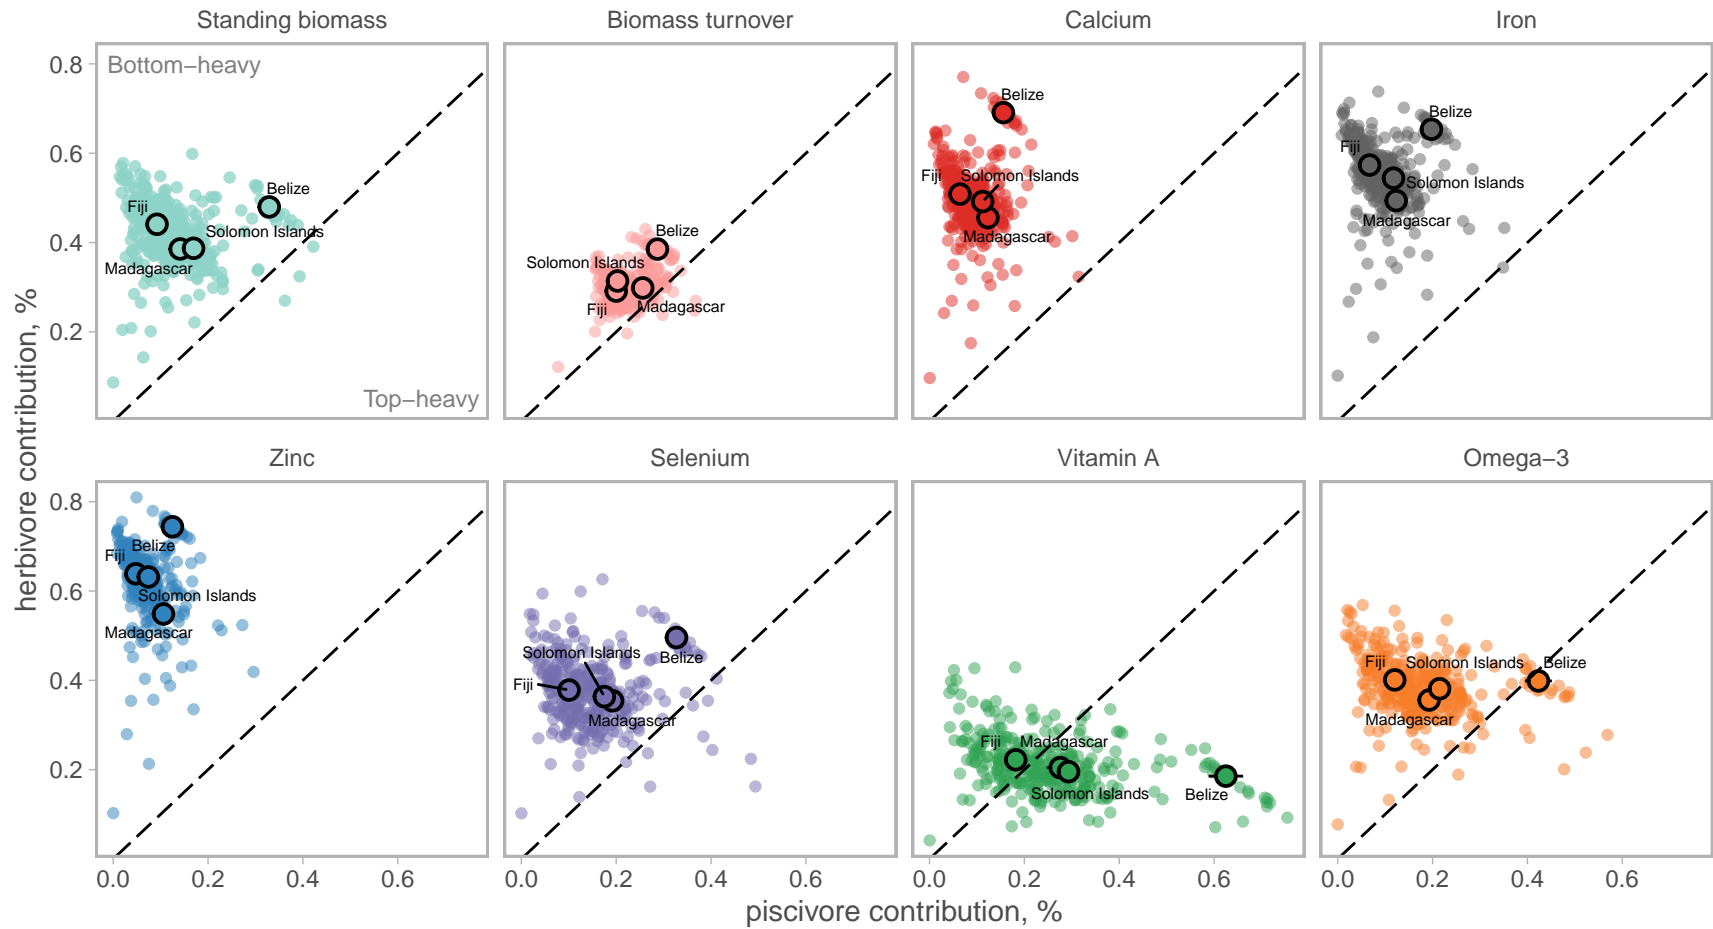 Standing biomass
Biomass turnover
Calcium
Iron
0.8
0.6
0.4
0.2
Bottom−heavy
Top−heavy
Fiji
Belize
Solomon Islands
Madagascar
Belize
Solomon Islands
Fiji
Madagascar
Belize
Fiji
Solomon Islands
Madagascar
Belize
Fiji
Solomon Islands
Madagascar
herbivore contribution, %
Zinc
Selenium
Vitamin A
Omega−3
0.8
0.6
0.4
0.2
Fiji
Belize
Solomon Islands
Madagascar
Solomon Islands
Belize
Fiji
Madagascar
Fiji
Madagascar
Solomon Islands
Belize
Fiji
Solomon Islands
Belize
Madagascar
0.0 0.2 0.4 0.6
0.0 0.2 0.4 0.6
0.0 0.2 0.4 0.6
0.0 0.2 0.4 0.6
piscivore contribution, %